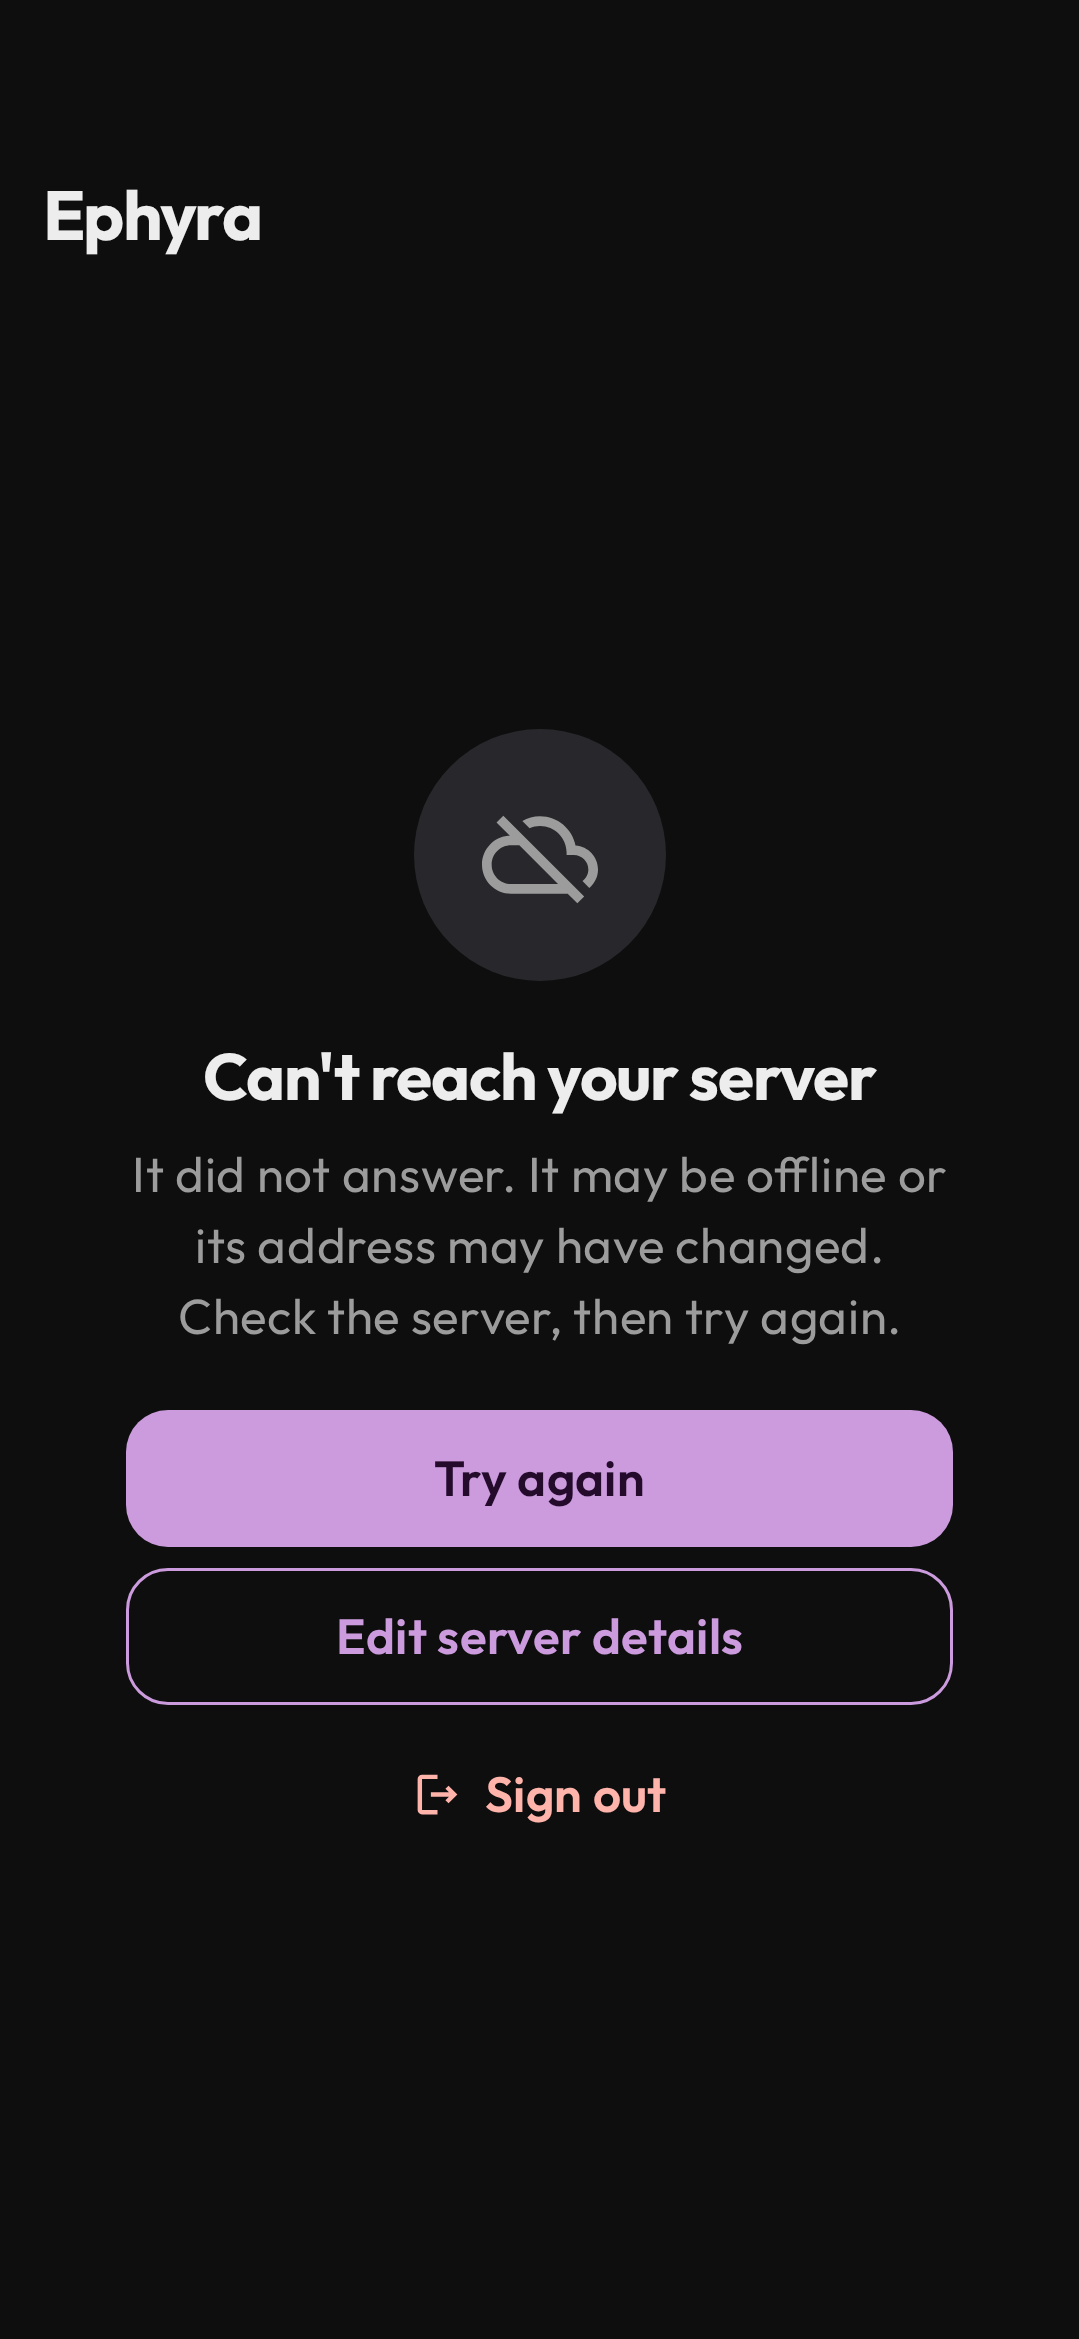 Ephyra
Can't reach your server
It did not answer. It may be offline or
its address may have changed.
Check the server, then try again.
Try again
Edit server details
Sign out